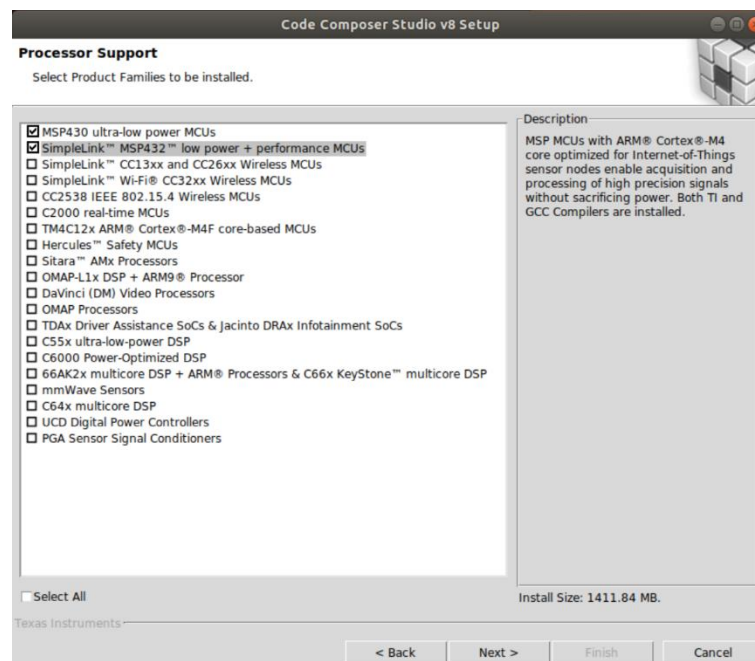 Code Composer Studio v8 Setup
Processor Support
Select Product Families to be installed.
MSP430 ultra-low power MCUs
SimpleLink™ MSP432™ low power + performance MCUs
SimpleLink™ CC13xx and CC26xx Wireless MCUs
SimpleLink™ Wi-Fi® CC32xx Wireless MCUs
CC2538 IEEE 802.15.4 Wireless MCUs
C2000 real-time MCUs
TM4C12x ARM® Cortex®-M4F core-based MCUs
Hercules™ Safety MCUs
Sitara™ AMx Processors
OMAP-L1x DSP + ARM9® Processor
DaVinci (DM) Video Processors
OMAP Processors
TDAx Driver Assistance SoCs & Jacinto DRAx Infotainment SoCs
C55x ultra-low-power DSP
C6000 Power-Optimized DSP
66AK2x multicore DSP + ARM® Processors & C66x KeyStone™ multicore DSP
mmWave Sensors
C64x multicore DSP
UCD Digital Power Controllers
PGA Sensor Signal Conditioners
Description
MSP MCUs with ARM® Cortex®-M4
core optimized for Internet-of-Things
sensor nodes enable acquisition and
processing of high precision signals
without sacrificing power. Both TI and
GCC Compilers are installed.
Select All
Install Size: 1411.84 MB.
Texas Instruments
< Back
Next >
Finish
Cancel